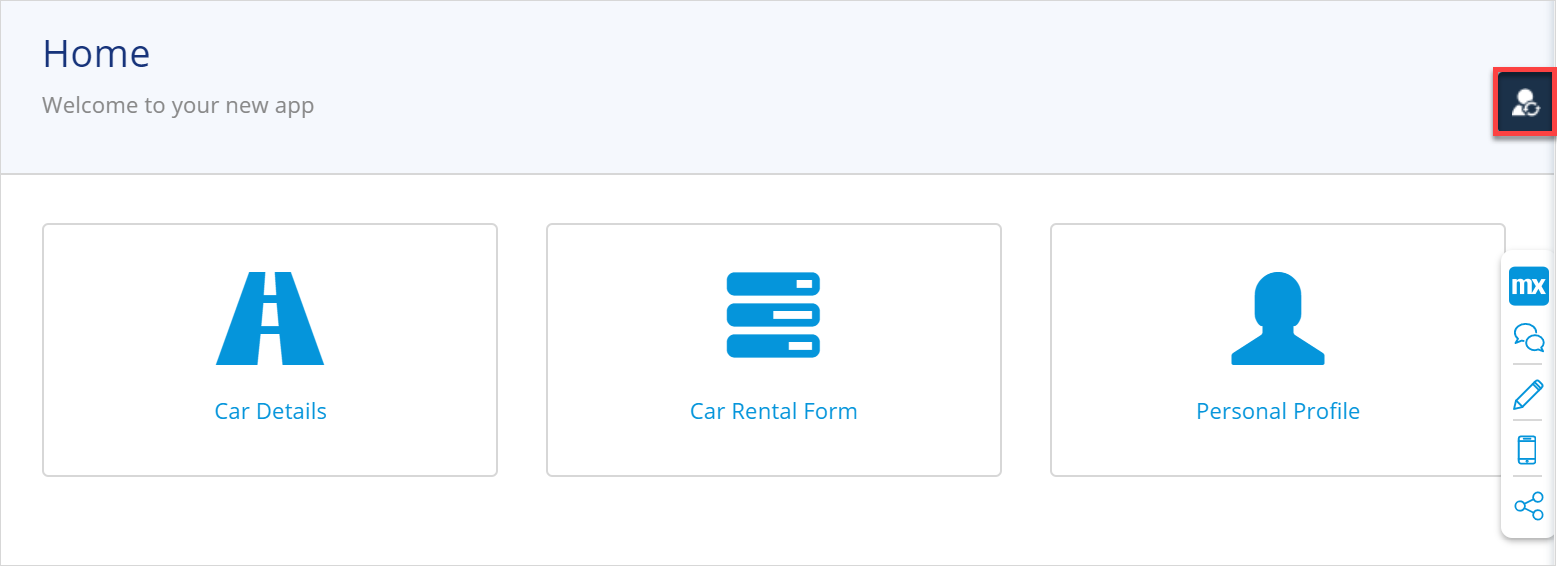 Home
Welcome to your new app
Car Details
Car Rental Form
Personal Profile
mx